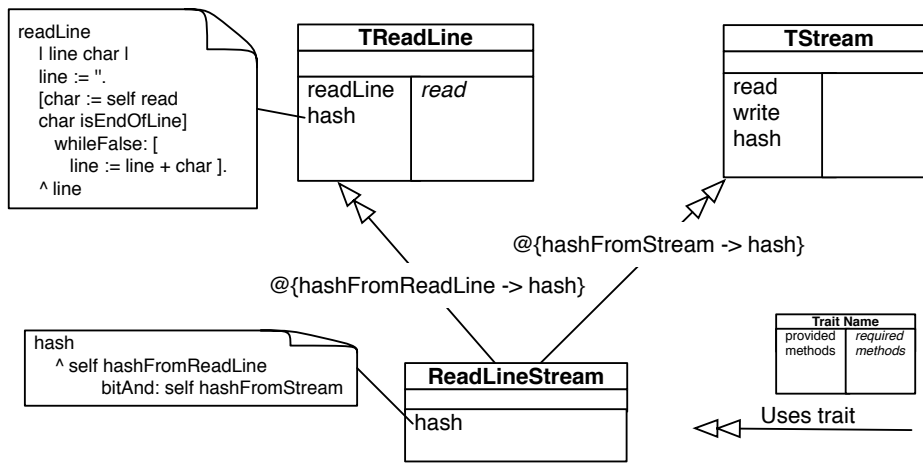 readLine
| line char |
line := ''.
[char := self read
char isEndOfLine]
whileFalse: [
line := line + char ].
^ line
TReadLine
readLine
hash
read
TStream
read
write
hash
@{hashFromStream -> hash}
@{hashFromReadLine -> hash}
hash
^ self hashFromReadLine
bitAnd: self hashFromStream
ReadLineStream
hash
Trait Name
provided
methods
required
methods
Uses trait